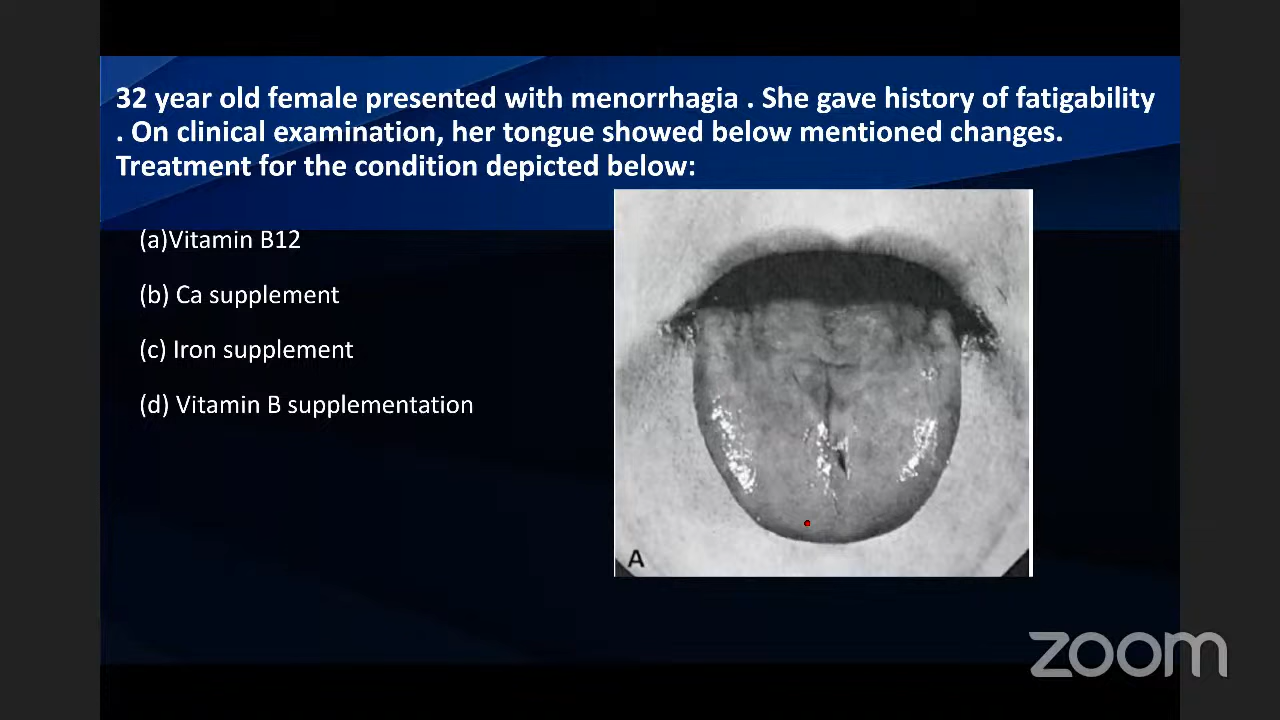 32 year old female presented with menorrhagia . She gave history of fatigability
. On clinical examination, her tongue showed below mentioned changes.
Treatment for the condition depicted below:
(a)Vitamin B12
(b) Ca supplement
(c) Iron supplement
(d) Vitamin B supplementation
A
zoom